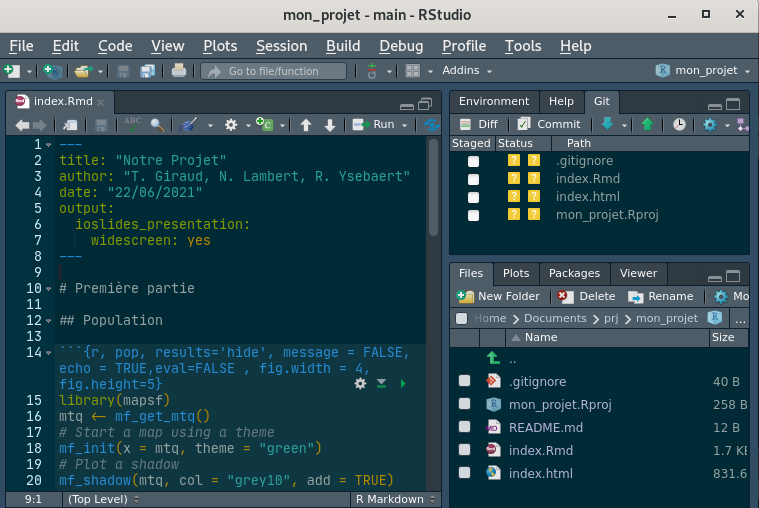 mon_projet - main - RStudio
File Edit Code View Plots Session Build Debug Profile Tools Help
Go to file/function Addins mon_projet
index.Rmd
ABC Run
1 ---
2 title: "Notre Projet"
3 author: "T. Giraud, N. Lambert, R. Ysebaert"
4 date: "22/06/2021"
5 output:
6 ioslides_presentation:
7 widescreen: yes
8 ---
9
10 # Première partie
11
12 ## Population
13
14 ```{r, pop, results='hide', message = FALSE,
echo = TRUE,eval=FALSE , fig.width = 4,
fig.height=5}
15 library(mapsf)
16 mtq <- mf_get_mtq()
17 # Start a map using a theme
18 mf_init(x = mtq, theme = "green")
19 # Plot a shadow
20 mf_shadow(mtq, col = "grey10", add = TRUE)
9:1 (Top Level) R Markdown
Environment Help Git
Diff Commit
Staged Status Path
? ? .gitignore
? ? index.Rmd
? ? index.html
? ? mon_projet.Rproj
Files Plots Packages Viewer
New Folder Delete Rename Mo
Home > Documents > prj > mon_projet ...
Name Size
..
.gitignore 40 B
mon_projet.Rproj 258 B
README.md 12 B
index.Rmd 1.7 KB
index.html 831.6